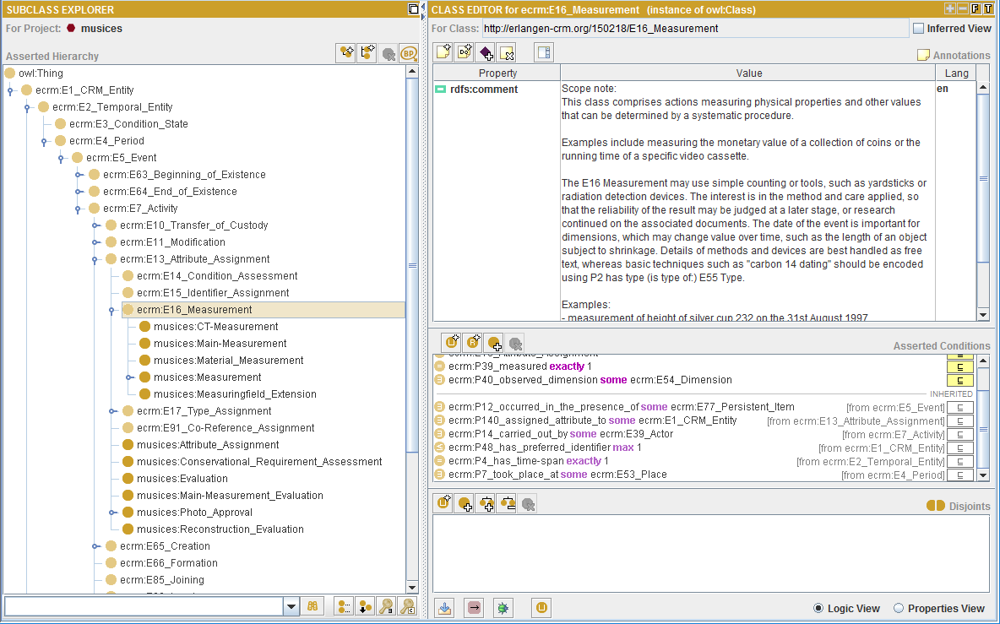 SUBCLASS EXPLORER
For Project: musices
Asserted Hierarchy
BP
owl:Thing
ecrm:E1_CRM_Entity
ecrm:E2_Temporal_Entity
ecrm:E3_Condition_State
ecrm:E4_Period
ecrm:E5_Event
ecrm:E63_Beginning_of_Existence
ecrm:E64_End_of_Existence
ecrm:E7_Activity
ecrm:E10_Transfer_of_Custody
ecrm:E11_Modification
ecrm:E13_Attribute_Assignment
ecrm:E14_Condition_Assessment
ecrm:E15_Identifier_Assignment
ecrm:E16_Measurement
musices:CT-Measurement
musices:Main-Measurement
musices:Material_Measurement
musices:Measurement
musices:Measuringfield_Extension
ecrm:E17_Type_Assignment
ecrm:E91_Co-Reference_Assignment
musices:Attribute_Assignment
musices:Conservational_Requirement_Assessment
musices:Evaluation
musices:Main-Measurement_Evaluation
musices:Photo_Approval
musices:Reconstruction_Evaluation
ecrm:E65_Creation
ecrm:E66_Formation
ecrm:E85_Joining
CLASS EDITOR for ecrm:E16_Measurement (instance of owl:Class)
F T
For Class: http://erlangen-crm.org/150218/E16_Measurement
Inferred View
Annotations
Property Value Lang
rdfs:comment
Scope note:
en
This class comprises actions measuring physical properties and other values
that can be determined by a systematic procedure.
Examples include measuring the monetary value of a collection of coins or the
running time of a specific video cassette.
The E16 Measurement may use simple counting or tools, such as yardsticks or
radiation detection devices. The interest is in the method and care applied, so
that the reliability of the result may be judged at a later stage, or research
continued on the associated documents. The date of the event is important for
dimensions, which may change value over time, such as the length of an object
subject to shrinkage. Details of methods and devices are best handled as free
text, whereas basic techniques such as "carbon 14 dating" should be encoded
using P2 has type (is type of:) E55 Type.
Examples:
- measurement of height of silver cup 232 on the 31st August 1997
Asserted Conditions
ecrm:E13_Attribute_Assignment
ecrm:P39_measured exactly 1
ecrm:P40_observed_dimension some ecrm:E54_Dimension
INHERITED
ecrm:P12_occurred_in_the_presence_of some ecrm:E77_Persistent_Item [from ecrm:E5_Event]
ecrm:P140_assigned_attribute_to some ecrm:E1_CRM_Entity [from ecrm:E13_Attribute_Assignment]
ecrm:P14_carried_out_by some ecrm:E39_Actor [from ecrm:E7_Activity]
ecrm:P48_has_preferred_identifier max 1 [from ecrm:E1_CRM_Entity]
ecrm:P4_has_time-span exactly 1 [from ecrm:E2_Temporal_Entity]
ecrm:P7_took_place_at some ecrm:E53_Place [from ecrm:E4_Period]
Disjoints
Logic View Properties View